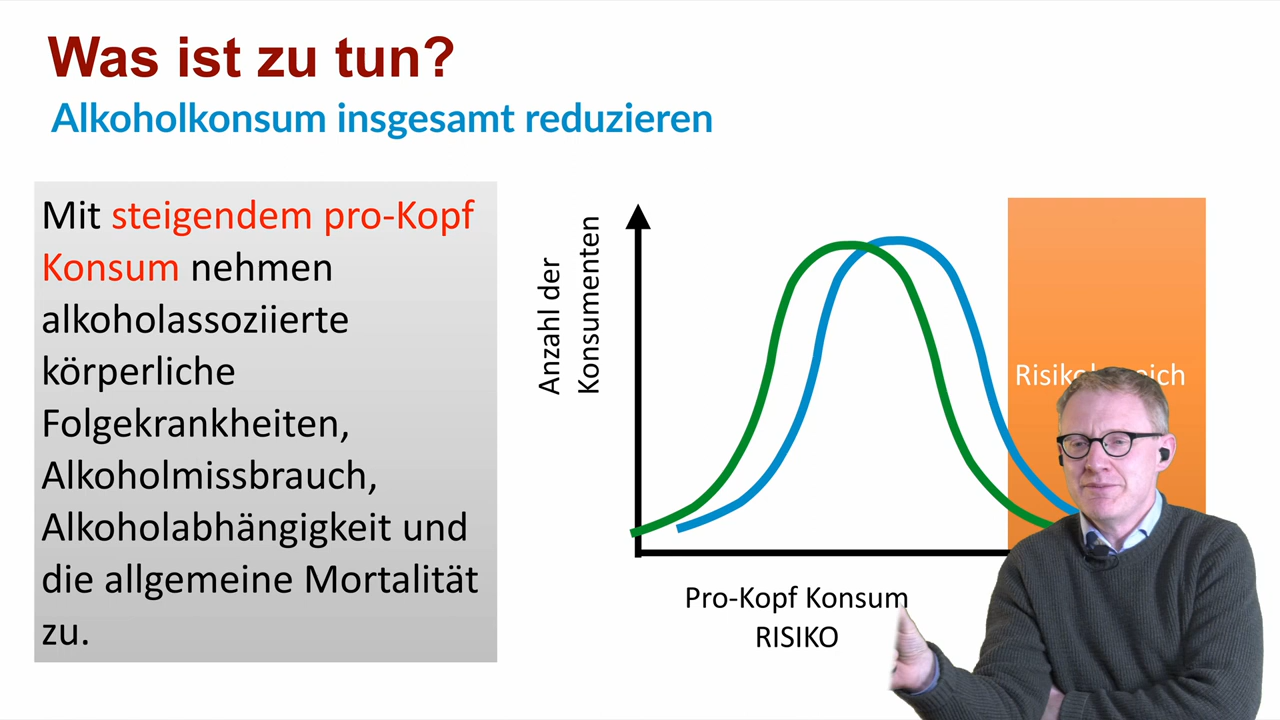 Was ist zu tun?
Alkoholkonsum insgesamt reduzieren
Mit steigendem pro-Kopf
Konsum nehmen
alkoholassoziierte
körperliche
Folgekrankheiten,
Alkoholmissbrauch,
Alkoholabhängigkeit und
die allgemeine Mortalität
zu.
Anzahl der
Konsumenten
Risikobereich
Pro-Kopf Konsum
RISIKO